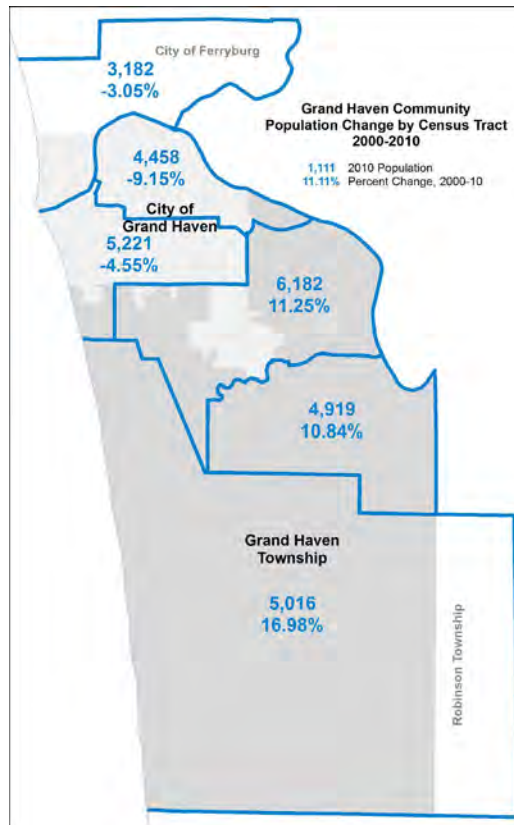 City of Ferryburg
3,182
-3.05%
Grand Haven Community
Population Change by Census Tract
2000-2010
1,111 2010 Population
11.11% Percent Change, 2000-10
4,458
-9.15%
City of
Grand Haven
5,221
-4.55%
6,182
11.25%
4,919
10.84%
Grand Haven
Township
5,016
16.98%
Robinson Township